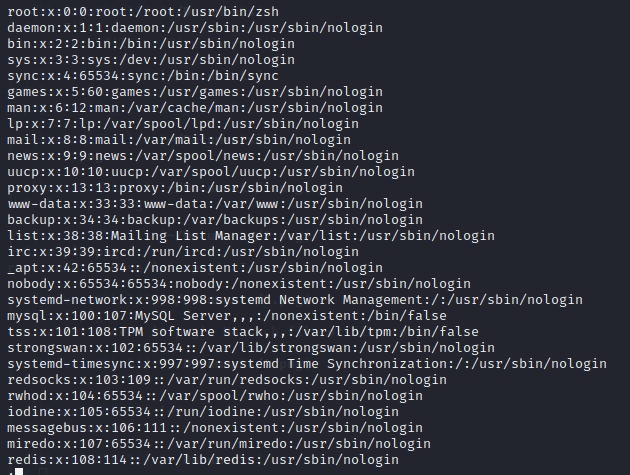 root:x:0:0:root:/root:/usr/bin/zsh
daemon:x:1:1:daemon:/usr/sbin:/usr/sbin/nologin
bin:x:2:2:bin:/bin:/usr/sbin/nologin
sys:x:3:3:sys:/dev:/usr/sbin/nologin
sync:x:4:65534:sync:/bin:/bin/sync
games:x:5:60:games:/usr/games:/usr/sbin/nologin
man:x:6:12:man:/var/cache/man:/usr/sbin/nologin
lp:x:7:7:lp:/var/spool/lpd:/usr/sbin/nologin
mail:x:8:8:mail:/var/mail:/usr/sbin/nologin
news:x:9:9:news:/var/spool/news:/usr/sbin/nologin
uucp:x:10:10:uucp:/var/spool/uucp:/usr/sbin/nologin
proxy:x:13:13:proxy:/bin:/usr/sbin/nologin
www-data:x:33:33:www-data:/var/www:/usr/sbin/nologin
backup:x:34:34:backup:/var/backups:/usr/sbin/nologin
list:x:38:38:Mailing List Manager:/var/list:/usr/sbin/nologin
irc:x:39:39:ircd:/run/ircd:/usr/sbin/nologin
_apt:x:42:65534::/nonexistent:/usr/sbin/nologin
nobody:x:65534:65534:nobody:/nonexistent:/usr/sbin/nologin
systemd-network:x:998:998:systemd Network Management:/:/usr/sbin/nologin
mysql:x:100:107:MySQL Server,,,:/nonexistent:/bin/false
tss:x:101:108:TPM software stack,,,:/var/lib/tpm:/bin/false
strongswan:x:102:65534::/var/lib/strongswan:/usr/sbin/nologin
systemd-timesync:x:997:997:systemd Time Synchronization:/:/usr/sbin/nologin
redsocks:x:103:109::/var/run/redsocks:/usr/sbin/nologin
rwhod:x:104:65534::/var/spool/rwho:/usr/sbin/nologin
iodine:x:105:65534::/run/iodine:/usr/sbin/nologin
messagebus:x:106:111::/nonexistent:/usr/sbin/nologin
miredo:x:107:65534::/var/run/miredo:/usr/sbin/nologin
redis:x:108:114::/var/lib/redis:/usr/sbin/nologin
: